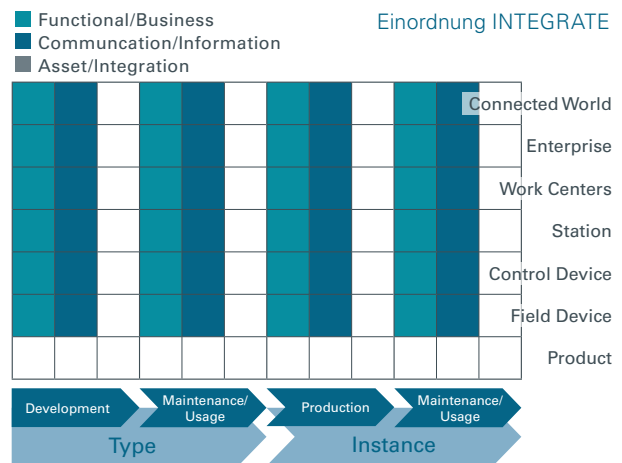 Functional/Business
Communcation/Information
Asset/Integration
Einordnung INTEGRATE
Connected World
Enterprise
Work Centers
Station
Control Device
Field Device
Product
Development
Maintenance/
Usage
Production
Maintenance/
Usage
Type
Instance